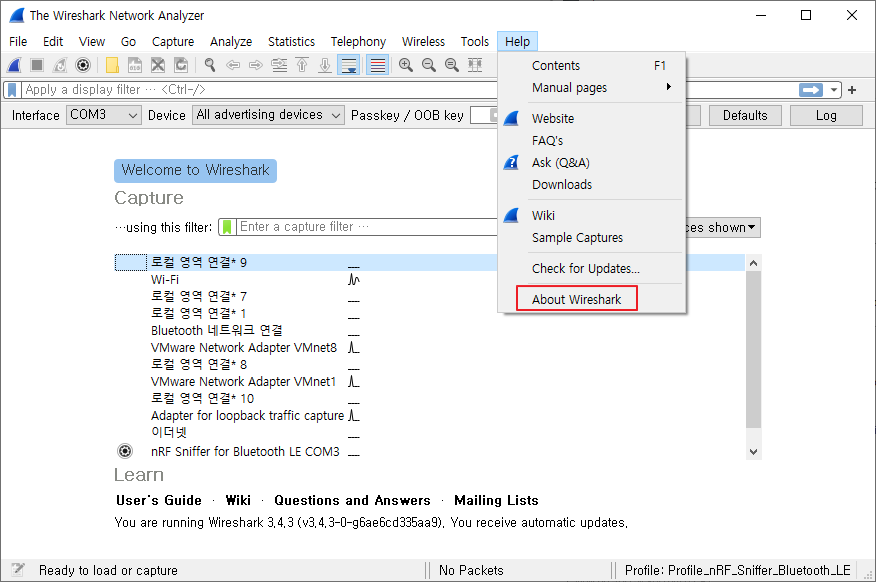 The Wireshark Network Analyzer
File Edit View Go Capture Analyze Statistics Telephony Wireless Tools Help
Apply a display filter ··· <Ctrl-/>
Interface COM3 Device All advertising devices Passkey / OOB key Defaults Log
Contents F1
Manual pages
Website
FAQ's
Ask (Q&A)
Downloads
Wiki
Sample Captures
Check for Updates...
About Wireshark
Welcome to Wireshark
Capture
···using this filter: Enter a capture filter ··· shown
로컬 영역 연결* 9
Wi-Fi
로컬 영역 연결* 7
로컬 영역 연결* 1
Bluetooth 네트워크 연결
VMware Network Adapter VMnet8
로컬 영역 연결* 8
VMware Network Adapter VMnet1
로컬 영역 연결* 10
Adapter for loopback traffic capture
이더넷
nRF Sniffer for Bluetooth LE COM3
Learn
User's Guide · Wiki · Questions and Answers · Mailing Lists
You are running Wireshark 3.4.3 (v3.4.3-0-g6ae6cd335aa9). You receive automatic updates.
Ready to load or capture No Packets Profile: Profile_nRF_Sniffer_Bluetooth_LE